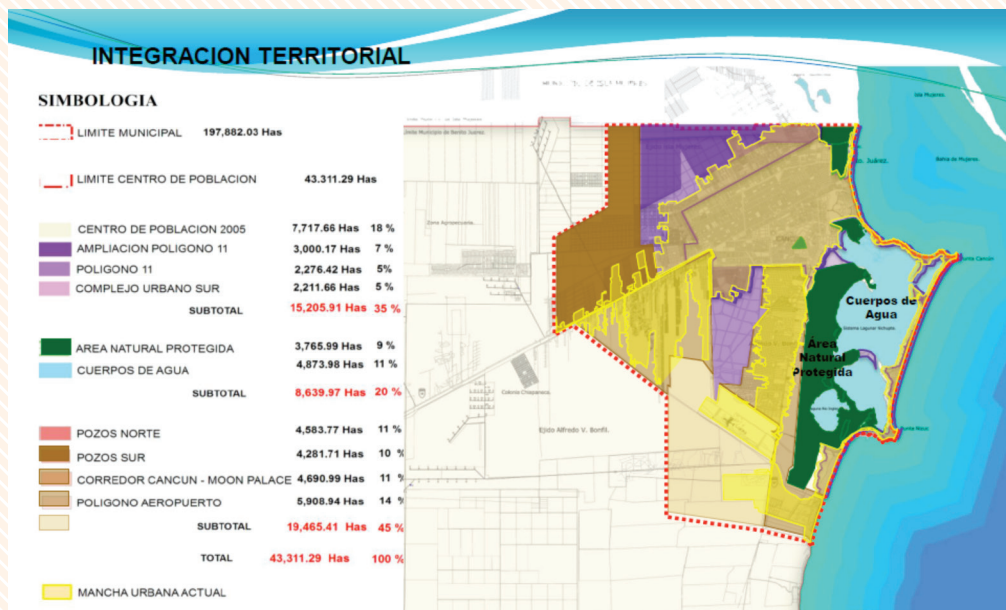 INTEGRACION TERRITORIAL
SIMBOLOGIA
LIMITE MUNICIPAL 197,882.03 Has
LIMITE CENTRO DE POBLACION 43.311.29 Has
CENTRO DE POBLACION 2005 7,717.66 Has 18 %
AMPLIACION POLIGONO 11 3,000.17 Has 7 %
POLIGONO 11 2,276.42 Has 5%
COMPLEJO URBANO SUR 2,211.66 Has 5 %
SUBTOTAL 15,205.91 Has 35 %
AREA NATURAL PROTEGIDA 3,765.99 Has 9 %
CUERPOS DE AGUA 4,873.98 Has 11 %
SUBTOTAL 8,639.97 Has 20 %
POZOS NORTE 4,583.77 Has 11 %
POZOS SUR 4,281.71 Has 10 %
CORREDOR CANCUN - MOON PALACE 4,690.99 Has 11 %
POLIGONO AEROPUERTO 5,908.94 Has 14 %
SUBTOTAL 19,465.41 Has 45 %
TOTAL 43,311.29 Has 100 %
MANCHA URBANA ACTUAL
Isla Mujeres.
Bahía de Mujeres.
Juárez.
Punta Cancún
Cuerpos de
Agua
Area
Natural
Protegida
Punta Nizuc
Colonia Chiapaneca.
Ejido Alfredo V. Bonfil.